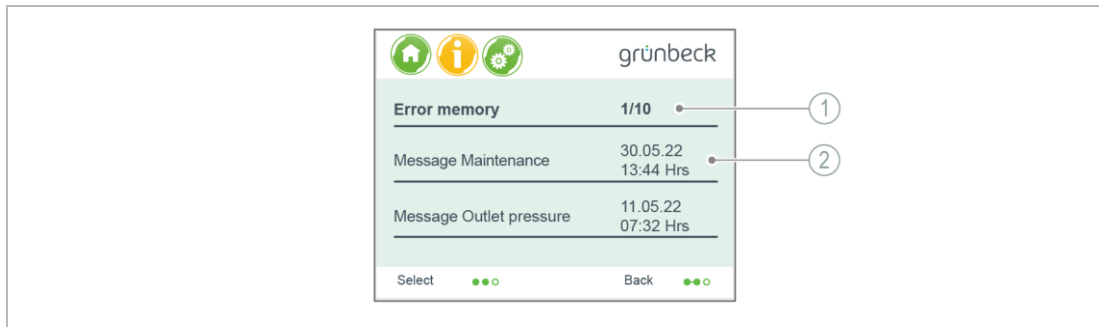 grünbeck
Error memory 1/10
1
Message Maintenance 30.05.22
13:44 Hrs
2
Message Outlet pressure 11.05.22
07:32 Hrs
Select Back